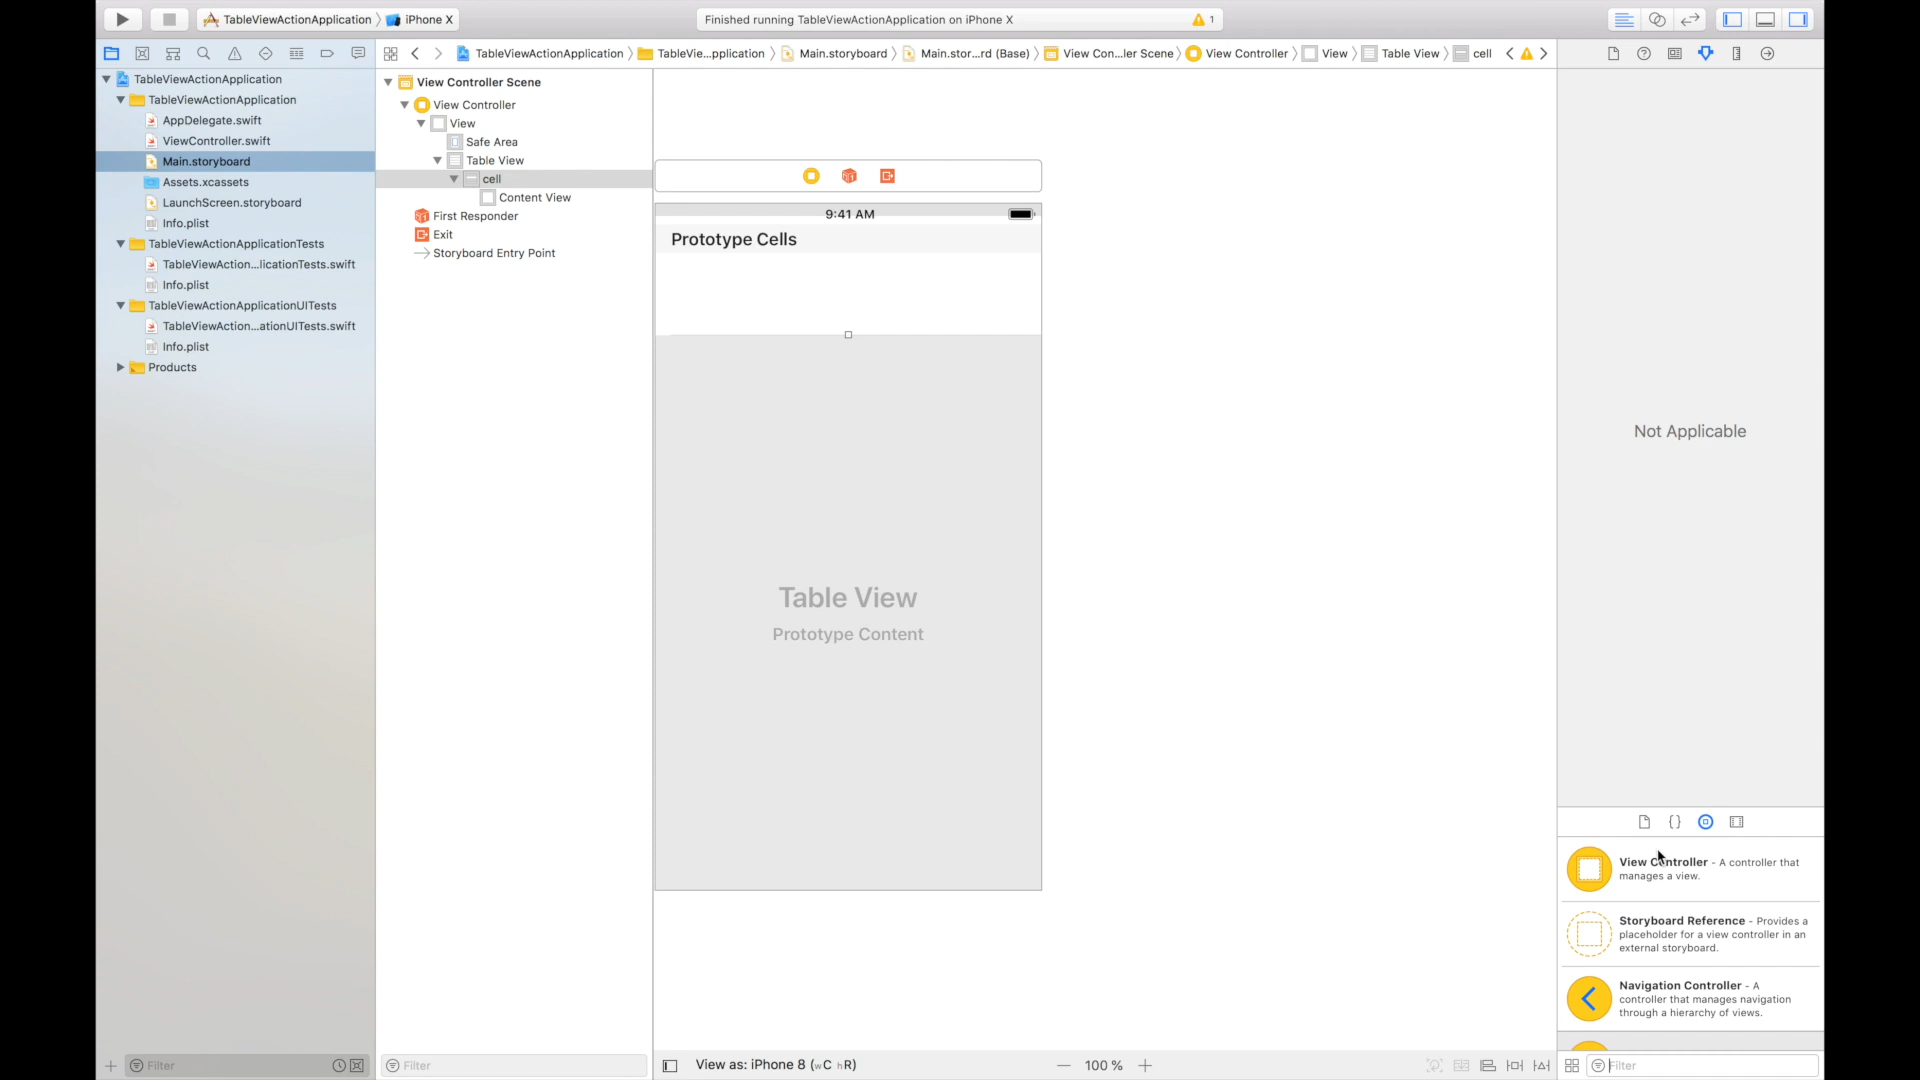 TableViewActionApplication iPhone X
Finished running TableViewActionApplication on iPhone X 1
TableViewActionApplication TableVie...pplication Main.storyboard Main.stor...rd (Base) View Con...ler Scene View Controller View Table View cell
TableViewActionApplication
TableViewActionApplication
AppDelegate.swift
ViewController.swift
Main.storyboard
Assets.xcassets
LaunchScreen.storyboard
Info.plist
TableViewActionApplicationTests
TableViewAction...licationTests.swift
Info.plist
TableViewActionApplicationUITests
TableViewAction...ationUITests.swift
Info.plist
Products
Filter
View Controller Scene
View Controller
View
Safe Area
Table View
cell
Content View
First Responder
Exit
Storyboard Entry Point
Filter
9:41 AM
Prototype Cells
Table View
Prototype Content
View as: iPhone 8 (wC hR)
100 %
Not Applicable
{ }
View Controller - A controller that
manages a view.
Storyboard Reference - Provides a
placeholder for a view controller in an
external storyboard.
Navigation Controller - A
controller that manages navigation
through a hierarchy of views.
Filter